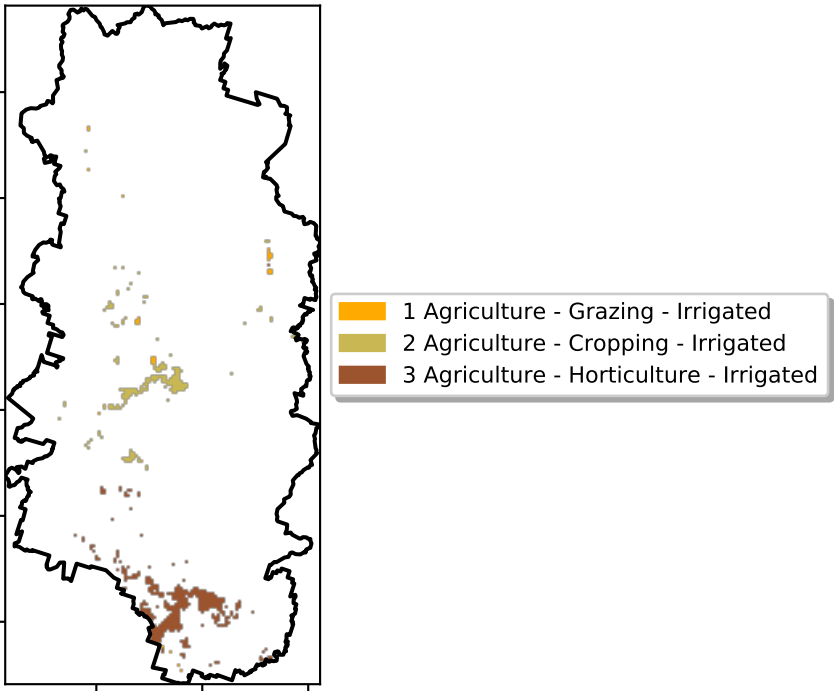 1 Agriculture - Grazing - Irrigated
2 Agriculture - Cropping - Irrigated
3 Agriculture - Horticulture - Irrigated